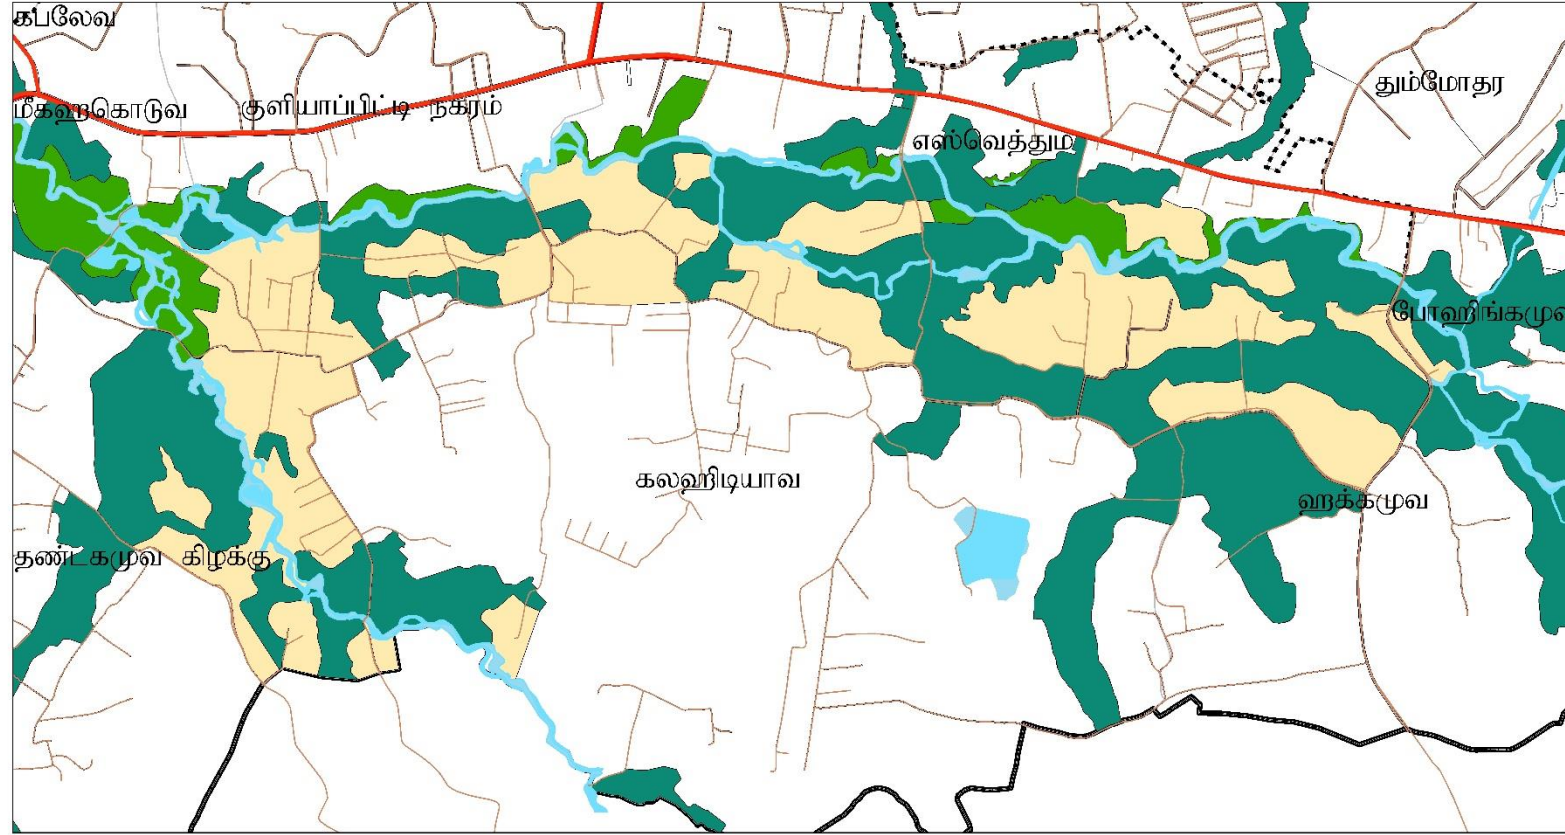 கப்லேவ
மீகஹகொடுவ
குளியாப்பிட்டி நகரம்
தும்மோதர
எஸ்வெத்தும
போஹிங்கமுவ
கலஹிடியாவ
ஹக்கமுவ
தண்டகமுவ கிழக்கு